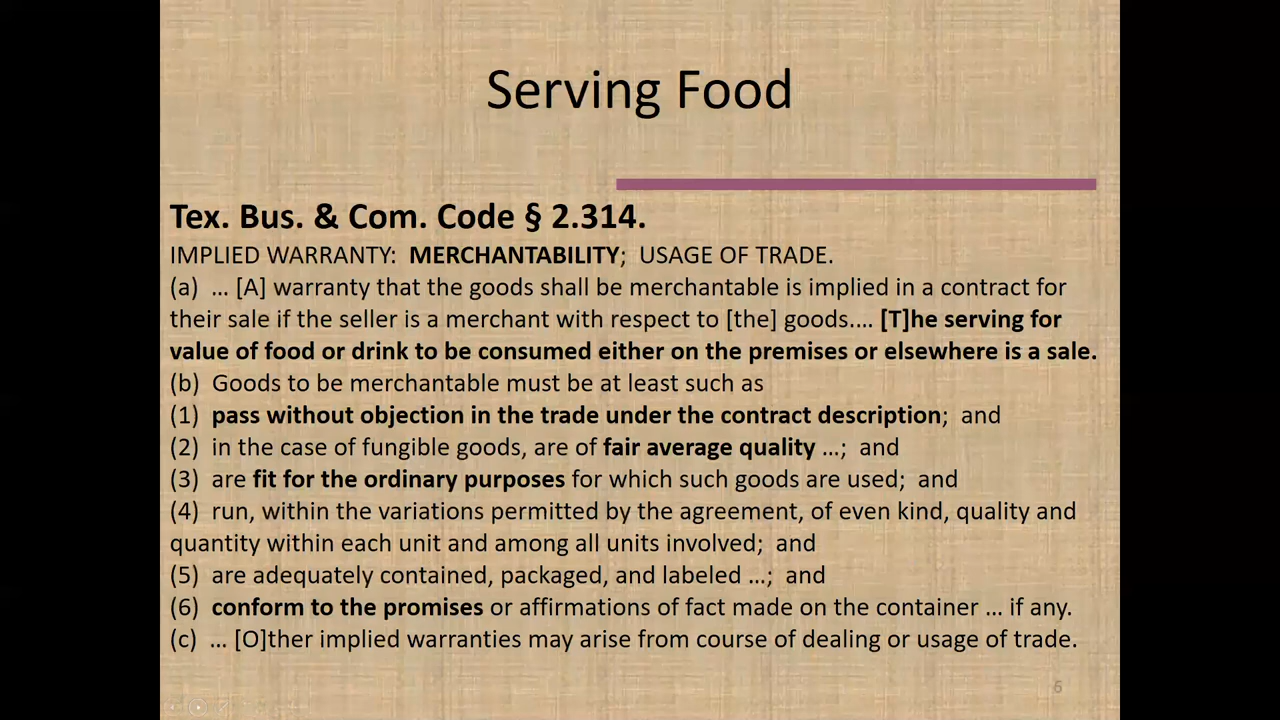 Serving Food
Tex. Bus. & Com. Code § 2.314.
IMPLIED WARRANTY:  MERCHANTABILITY;  USAGE OF TRADE.
(a)  … [A] warranty that the goods shall be merchantable is implied in a contract for
their sale if the seller is a merchant with respect to [the] goods.… [T]he serving for
value of food or drink to be consumed either on the premises or elsewhere is a sale.
(b)  Goods to be merchantable must be at least such as
(1)  pass without objection in the trade under the contract description;  and
(2)  in the case of fungible goods, are of fair average quality …;  and
(3)  are fit for the ordinary purposes for which such goods are used;  and
(4)  run, within the variations permitted by the agreement, of even kind, quality and
quantity within each unit and among all units involved;  and
(5)  are adequately contained, packaged, and labeled …;  and
(6)  conform to the promises or affirmations of fact made on the container … if any.
(c)  … [O]ther implied warranties may arise from course of dealing or usage of trade.
6